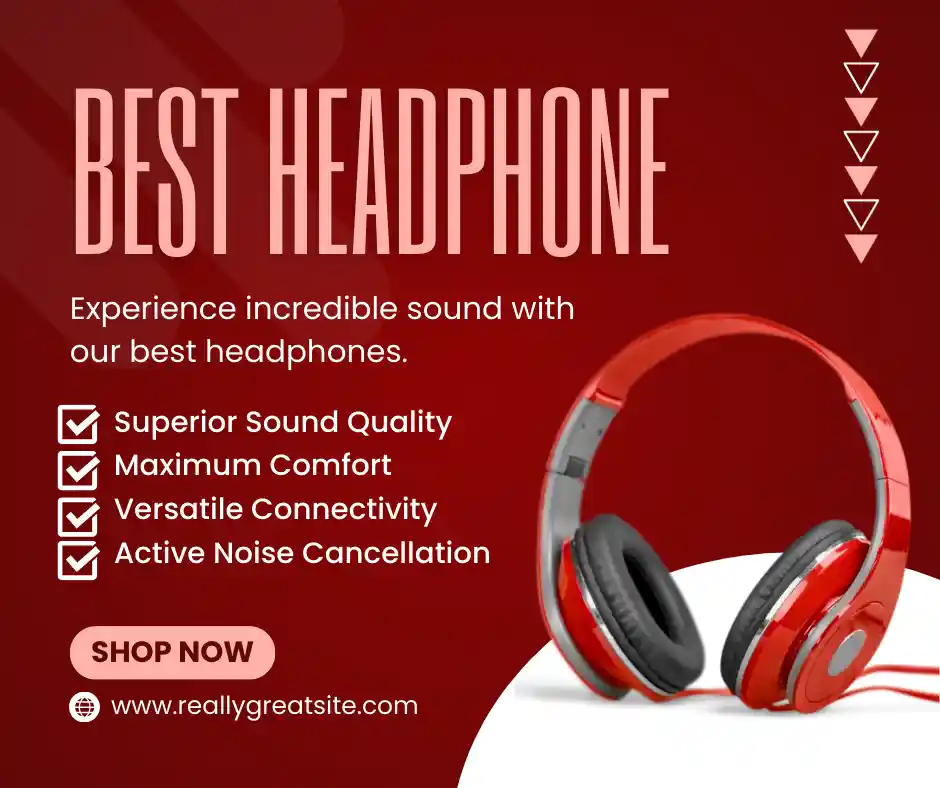 BEST HEADPHONE
Experience incredible sound with
our best headphones.
Superior Sound Quality
Maximum Comfort
Versatile Connectivity
Active Noise Cancellation
SHOP NOW
www.reallygreatsite.com